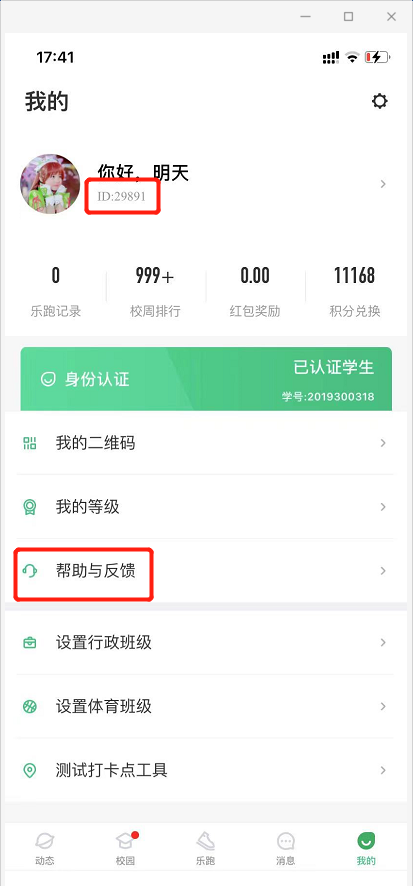 17:41
我的
你好，明天
ID:29891
0 999+ 0.00 11168
乐跑记录 校周排行 红包奖励 积分兑换
身份认证 已认证学生
学号:2019300318
我的二维码
我的等级
帮助与反馈
设置行政班级
设置体育班级
测试打卡点工具
动态 校园 乐跑 消息 我的